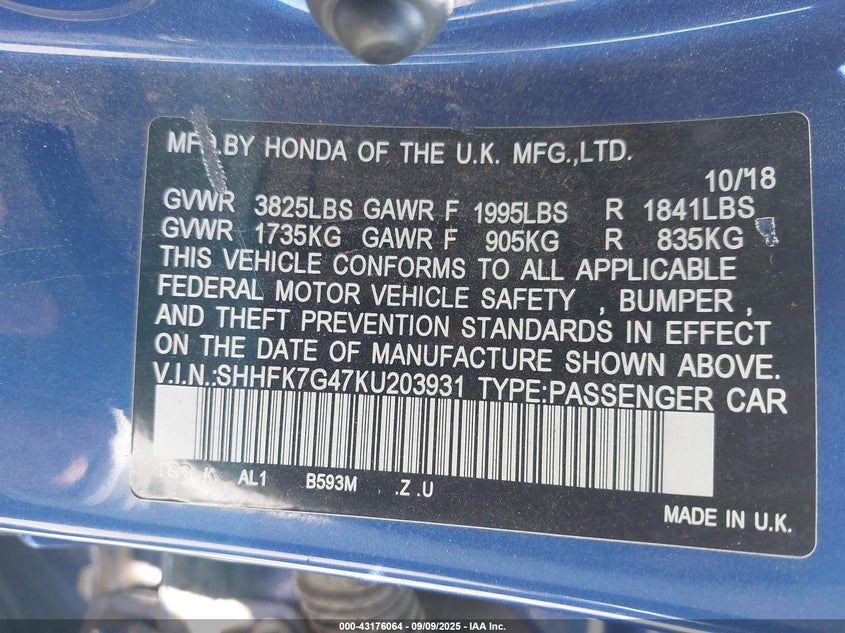 MFD.BY HONDA OF THE U.K. MFG.,LTD.
10/18
GVWR 3825LBS GAWR F 1995LBS R 1841LBS
GVWR 1735KG GAWR F 905KG R 835KG
THIS VEHICLE CONFORMS TO ALL APPLICABLE
FEDERAL MOTOR VEHICLE SAFETY , BUMPER ,
AND THEFT PREVENTION STANDARDS IN EFFECT
ON THE DATE OF MANUFACTURE SHOWN ABOVE.
V.I.N.:SHHFK7G47KU203931 TYPE:PASSENGER CAR
K AL1 B593M .Z .U
MADE IN U.K.
000-43176064 - 09/09/2025 - IAA Inc.